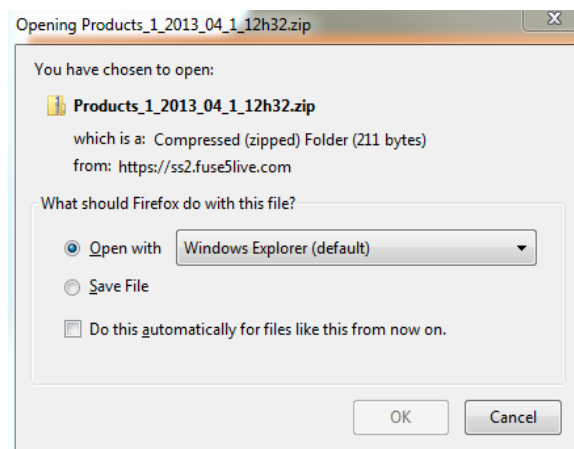 Opening Products_1_2013_04_1_12h32.zip
You have chosen to open:
Products_1_2013_04_1_12h32.zip
which is a: Compressed (zipped) Folder (211 bytes)
from: https://ss2.fuse5live.com
What should Firefox do with this file?
Open with Windows Explorer (default)
Save File
Do this automatically for files like this from now on.
OK Cancel